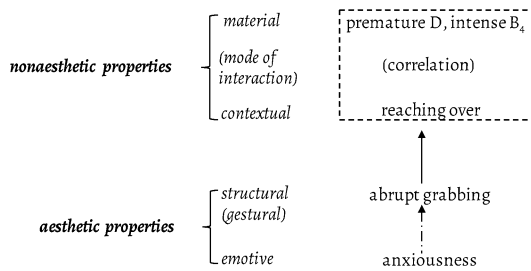 material premature D, intense B₄
nonaesthetic properties (mode of interaction) (correlation)
contextual reaching over
structural (gestural) abrupt grabbing
aesthetic properties
emotive anxiousness